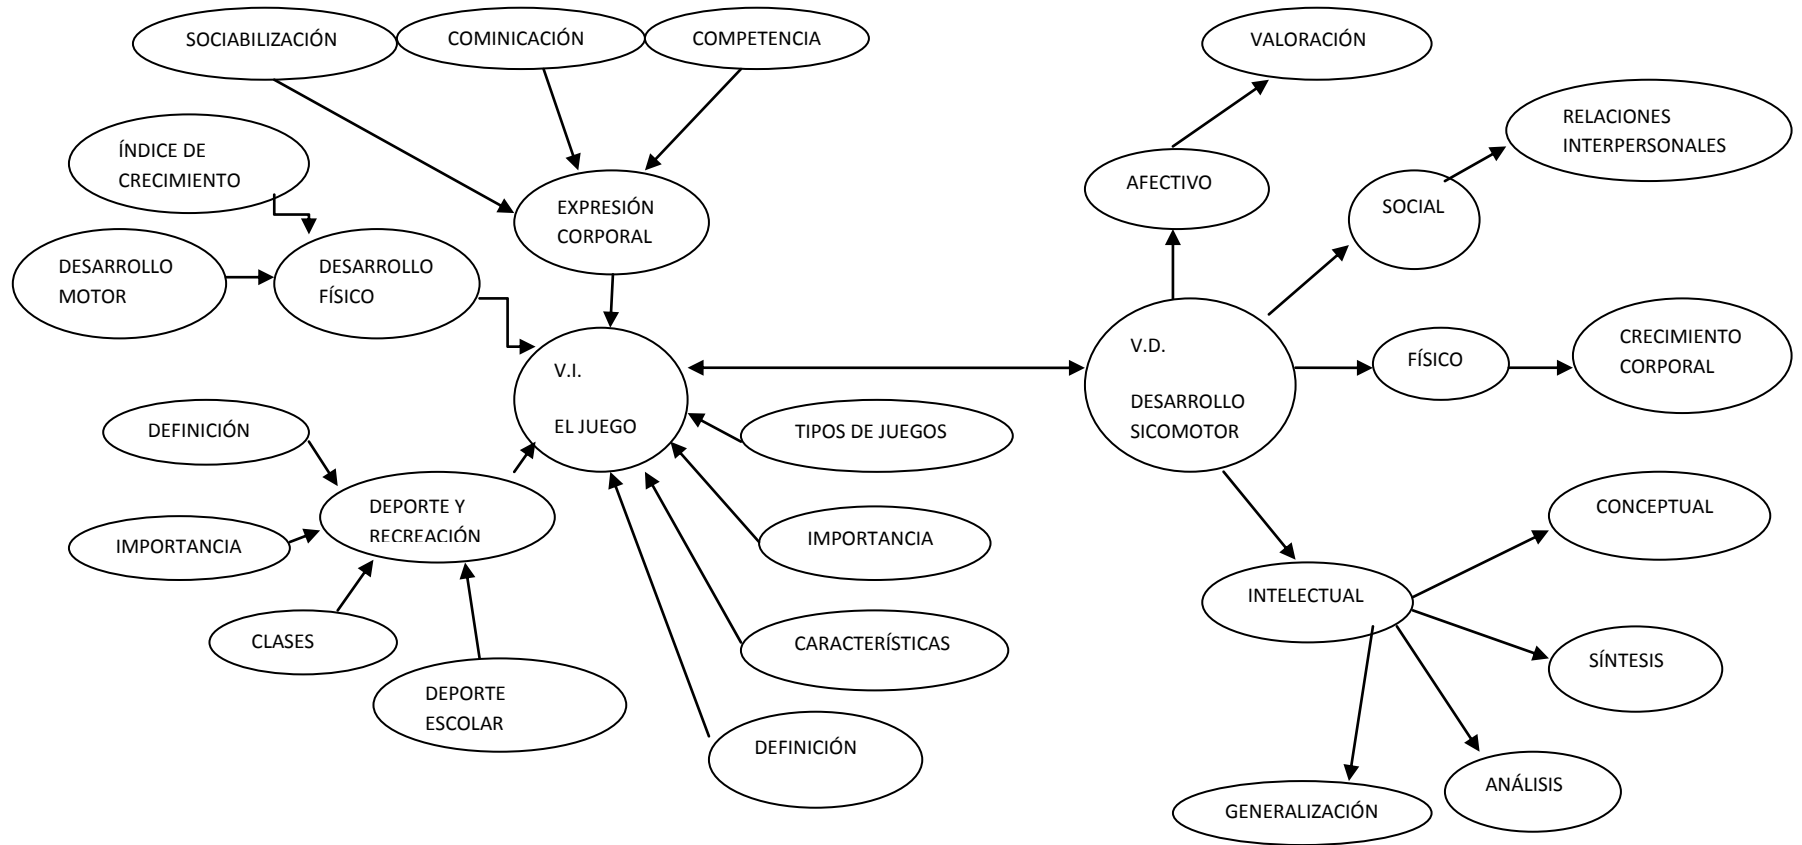 SOCIABILIZACIÓN
COMINICACIÓN
COMPETENCIA
VALORACIÓN
RELACIONES
INTERPERSONALES
ÍNDICE DE
CRECIMIENTO
AFECTIVO
SOCIAL
EXPRESIÓN
CORPORAL
DESARROLLO
MOTOR
DESARROLLO
FÍSICO
V.I.
EL JUEGO
V.D.
DESARROLLO
SICOMOTOR
FÍSICO
CRECIMIENTO
CORPORAL
DEFINICIÓN
TIPOS DE JUEGOS
DEPORTE Y
RECREACIÓN
IMPORTANCIA
IMPORTANCIA
CONCEPTUAL
INTELECTUAL
CLASES
CARACTERÍSTÍCAS
SÍNTESIS
DEPORTE
ESCOLAR
DEFINICIÓN
ANÁLISIS
GENERALIZACIÓN